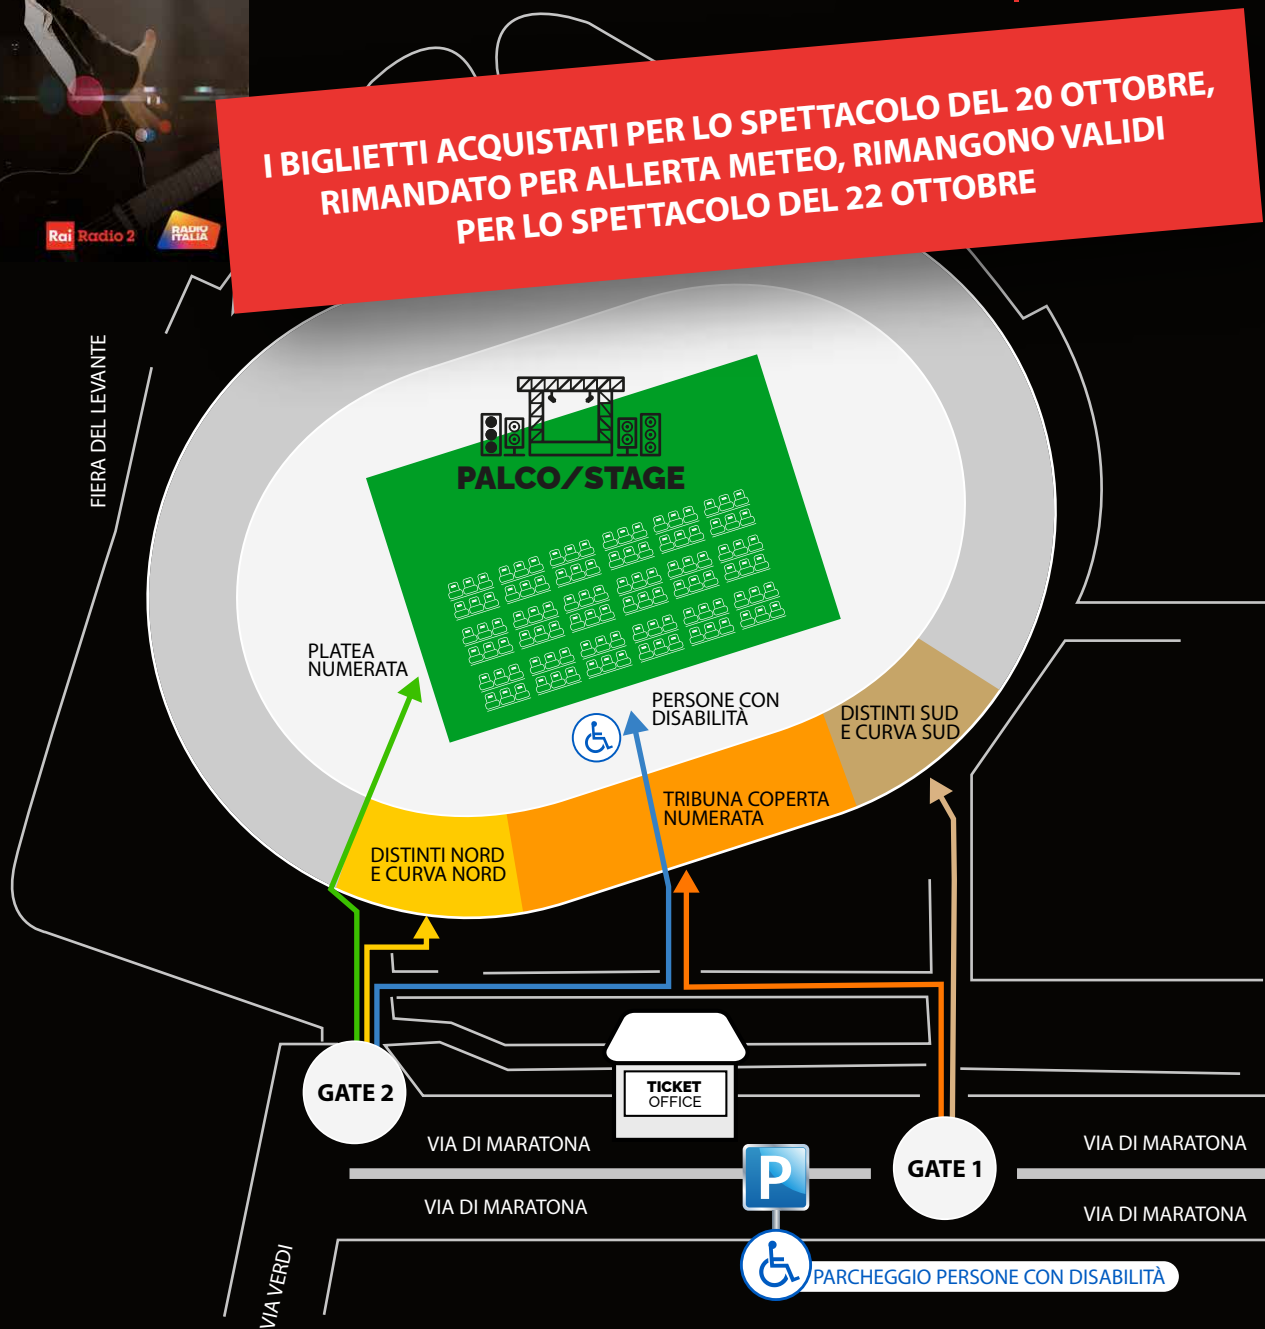 I BIGLIETTI ACQUISTATI PER LO SPETTACOLO DEL 20 OTTOBRE,
RIMANDATO PER ALLERTA METEO, RIMANGONO VALIDI
PER LO SPETTACOLO DEL 22 OTTOBRE
Rai Radio 2
RADIO
ITALIA
FIERA DEL LEVANTE
PALCO/STAGE
PLATEA
NUMERATA
PERSONE CON
DISABILITÀ
DISTINTI SUD
E CURVA SUD
TRIBUNA COPERTA
NUMERATA
DISTINTI NORD
E CURVA NORD
GATE 2
TICKET
OFFICE
VIA DI MARATONA
VIA DI MARATONA
P
GATE 1
VIA DI MARATONA
VIA DI MARATONA
VIA VERDI
PARCHEGGIO PERSONE CON DISABILITÀ